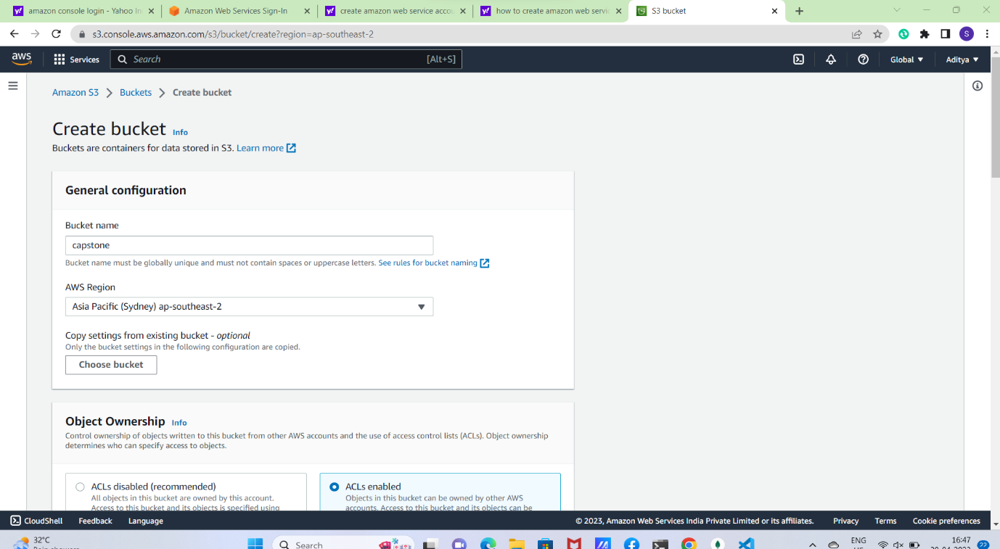 amazon console login - Yahoo In
Amazon Web Services Sign-In
create amazon web service accou
how to create amazon web servic
S3 bucket
s3.console.aws.amazon.com/s3/bucket/create?region=ap-southeast-2
S
aws
Services
Search
[Alt+S]
Global
Aditya
Amazon S3
Buckets
Create bucket
Create bucket Info
Buckets are containers for data stored in S3. Learn more
General configuration
Bucket name
capstone
Bucket name must be globally unique and must not contain spaces or uppercase letters. See rules for bucket naming
AWS Region
Asia Pacific (Sydney) ap-southeast-2
Copy settings from existing bucket - optional
Only the bucket settings in the following configuration are copied.
Choose bucket
Object Ownership Info
Control ownership of objects written to this bucket from other AWS accounts and the use of access control lists (ACLs). Object ownership
determines who can specify access to objects.
ACLs disabled (recommended)
All objects in this bucket are owned by this account.
Access to this bucket and its objects is specified using
ACLs enabled
Objects in this bucket can be owned by other AWS
accounts. Access to this bucket and its objects can be
CloudShell
Feedback
Language
© 2023, Amazon Web Services India Private Limited or its affiliates.
Privacy
Terms
Cookie preferences
32°C
Search
ENG
16:47
22